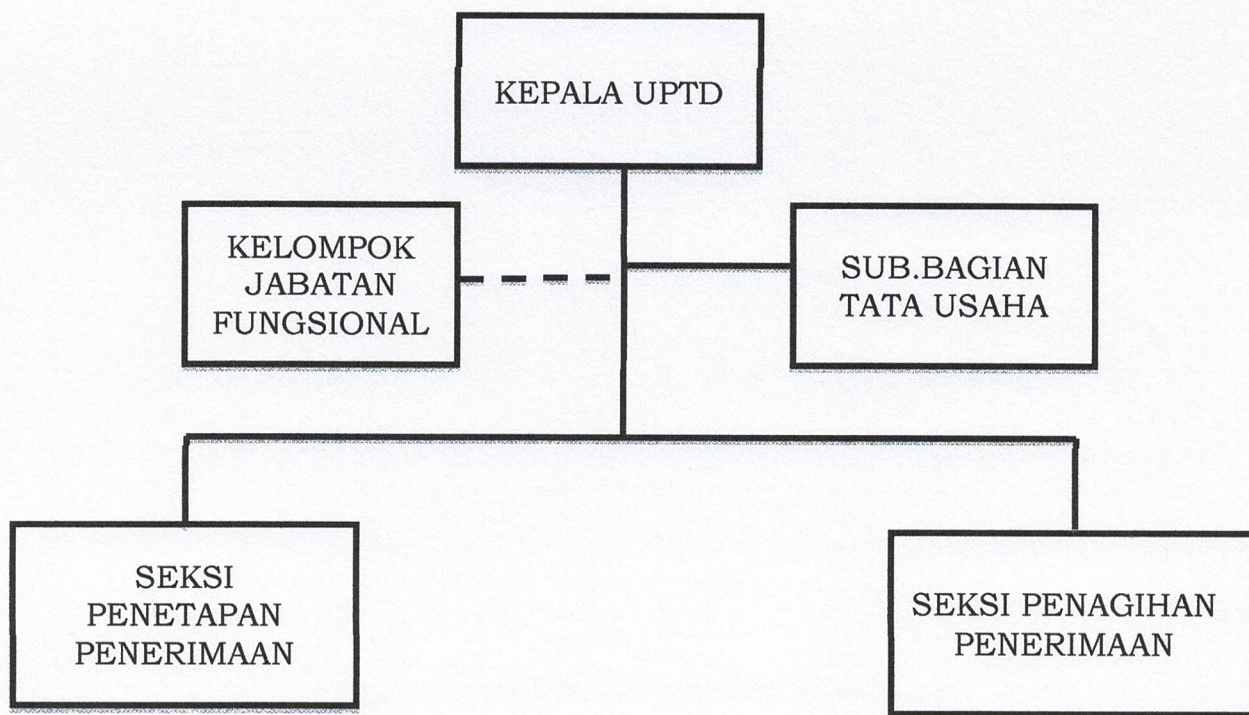 KEPALA UPTD
KELOMPOK
JABATAN
FUNGSIONAL
SUB.BAGIAN
TATA USAHA
SEKSI
PENETAPAN
PENERIMAAN
SEKSI PENAGIHAN
PENERIMAAN